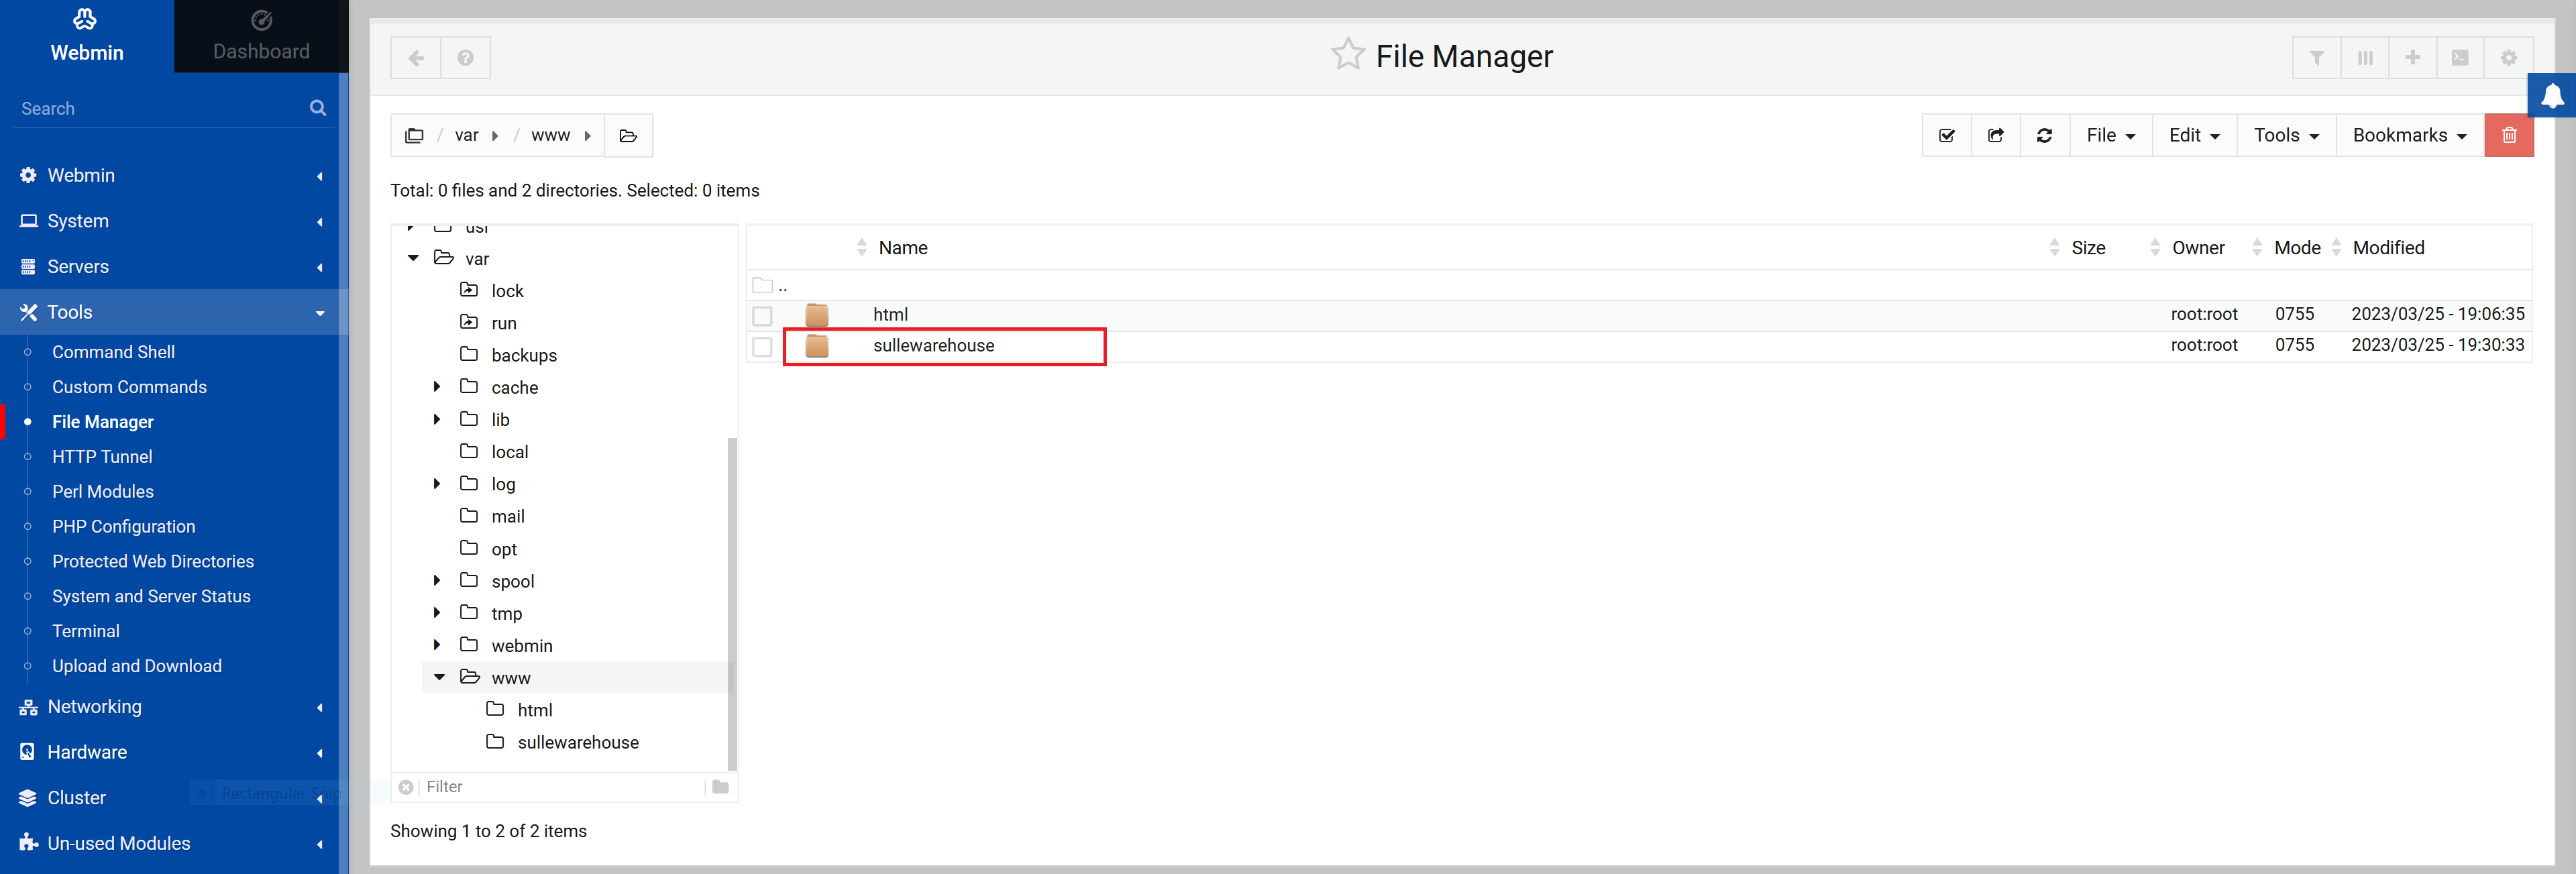 Webmin
Dashboard
Search
Webmin
System
Servers
Tools
Command Shell
Custom Commands
File Manager
HTTP Tunnel
Perl Modules
PHP Configuration
Protected Web Directories
System and Server Status
Terminal
Upload and Download
Networking
Hardware
Cluster
Rectangular Snip
Un-used Modules
File Manager
/ var / www
File Edit Tools Bookmarks
Total: 0 files and 2 directories. Selected: 0 items
usr
var
lock
run
backups
cache
lib
local
log
mail
opt
spool
tmp
webmin
www
html
sullewarehouse
Filter
Name Size Owner Mode Modified
..
html root:root 0755 2023/03/25 - 19:06:35
sullewarehouse root:root 0755 2023/03/25 - 19:30:33
Showing 1 to 2 of 2 items